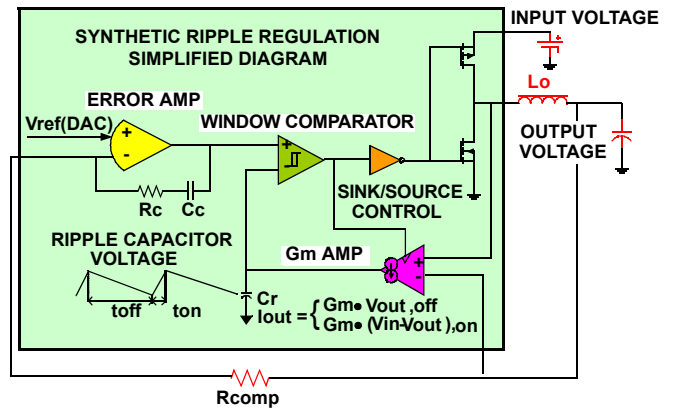 SYNTHETIC RIPPLE REGULATION
SIMPLIFIED DIAGRAM
INPUT VOLTAGE
+
Lo
ERROR AMP
Vref(DAC)
+
-
WINDOW COMPARATOR
+
-
OUTPUT
VOLTAGE
+
Rc
Cc
SINK/SOURCE
CONTROL
RIPPLE CAPACITOR
VOLTAGE
Gm AMP
+
-
toff
ton
Cr
Iout = { Gm• Vout ,off
Gm• (Vin-Vout ),on
Rcomp